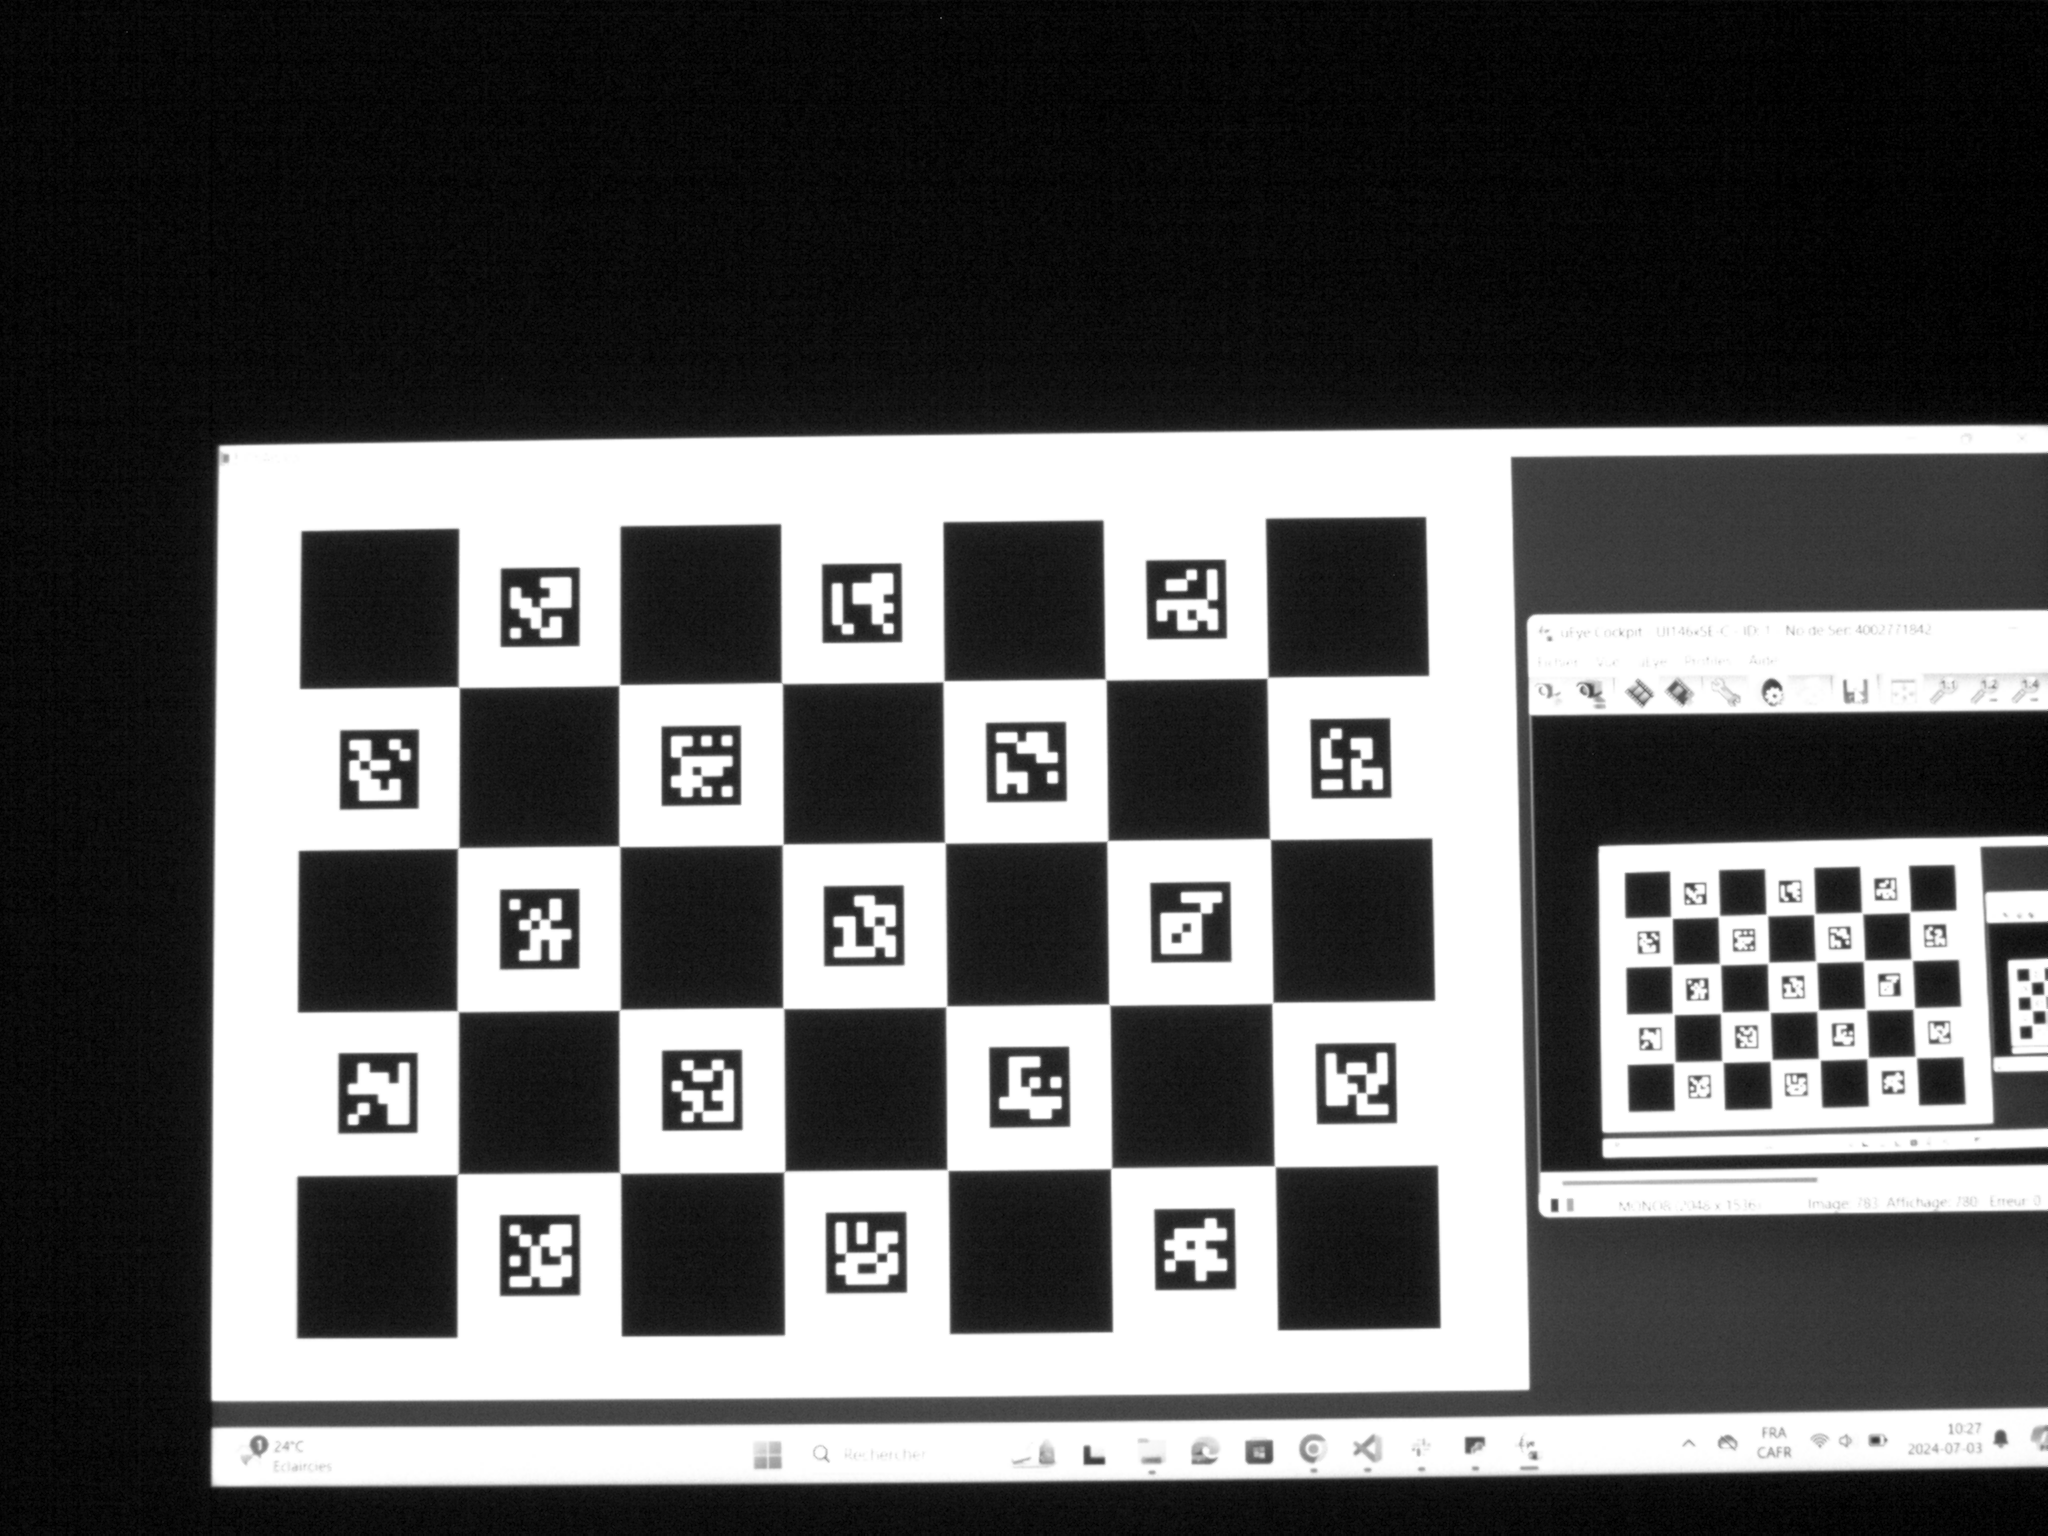 uEye Cockpit - UI146xSE-C - ID: 1 - No de Ser: 4002771842
Fichier Vue uEye Profiles Aide
1:1 1:2 1:4
MONO8 (2048 x 1536) Image: 783 Affichage: 780 Erreur: 0
1 24°C
Éclaircies
Rechercher
FRA
CAFR
10:27
2024-07-03